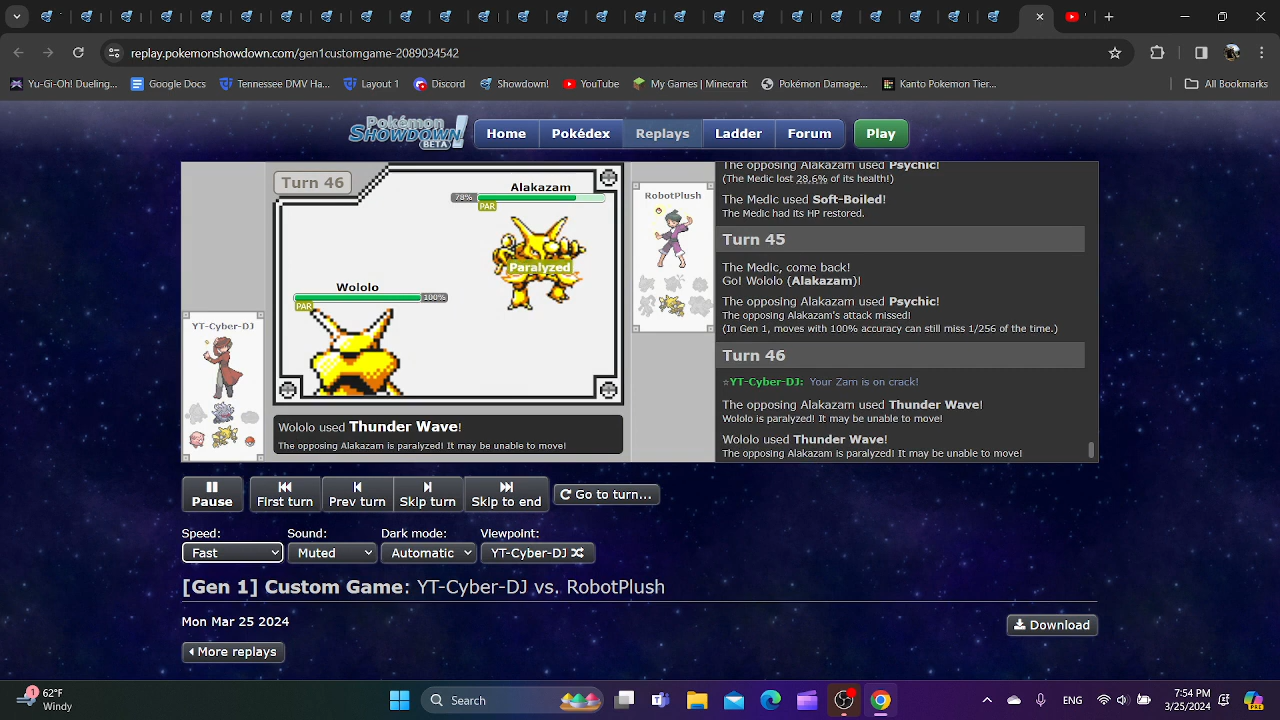 replay.pokemonshowdown.com/gen1customgame-2089034542
Yu-Gi-Oh! Dueling...
Google Docs
Tennessee DMV Ha...
Layout 1
Discord
Showdown!
YouTube
My Games | Minecraft
Pokémon Damage...
Kanto Pokemon Tier...
All Bookmarks
Pokémon
SHOWDOWN!
BETA
Home
Pokédex
Replays
Ladder
Forum
Play
Turn 46
Alakazam
78%
PAR
Paralyzed
Wololo
100%
PAR
YT-Cyber-DJ
RobotPlush
Wololo used Thunder Wave!
The opposing Alakazam is paralyzed! It may be unable to move!
The opposing Alakazam used Psychic!
(The Medic lost 28.6% of its health!)
The Medic used Soft-Boiled!
The Medic had its HP restored.
Turn 45
The Medic, come back!
Go! Wololo (Alakazam)!
The opposing Alakazam used Psychic!
The opposing Alakazam's attack missed!
(In Gen 1, moves with 100% accuracy can still miss 1/256 of the time.)
Turn 46
☆YT-Cyber-DJ: Your Zam is on crack!
The opposing Alakazam used Thunder Wave!
Wololo is paralyzed! It may be unable to move!
Wololo used Thunder Wave!
The opposing Alakazam is paralyzed! It may be unable to move!
Pause
First turn
Prev turn
Skip turn
Skip to end
Go to turn...
Speed:
Sound:
Dark mode:
Viewpoint:
Fast
Muted
Automatic
YT-Cyber-DJ
[Gen 1] Custom Game: YT-Cyber-DJ vs. RobotPlush
Mon Mar 25 2024
Download
More replays
1
62°F
Windy
Search
ENG
7:54 PM
3/25/2024